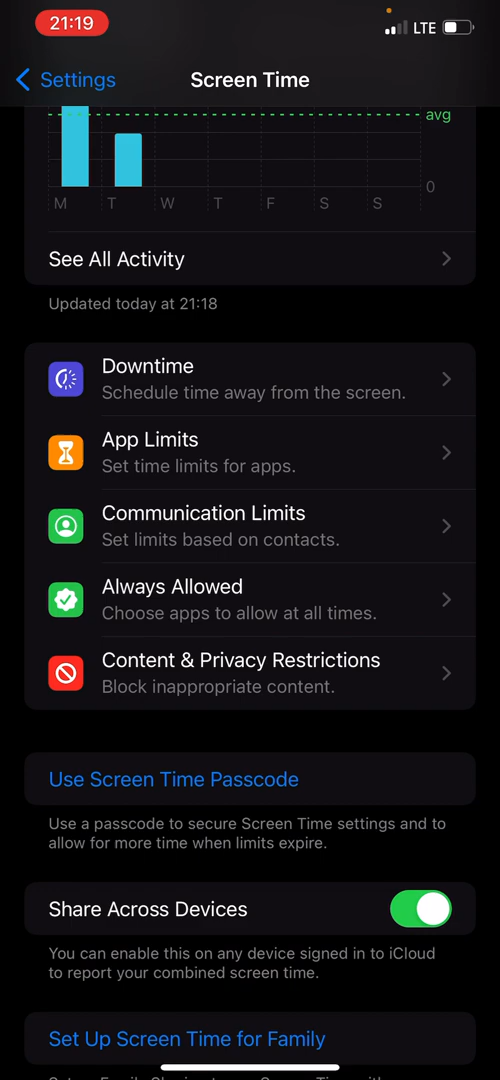 21:19
LTE
Settings
Screen Time
avg
0
M T W T F S S
See All Activity
Updated today at 21:18
Downtime
Schedule time away from the screen.
App Limits
Set time limits for apps.
Communication Limits
Set limits based on contacts.
Always Allowed
Choose apps to allow at all times.
Content & Privacy Restrictions
Block inappropriate content.
Use Screen Time Passcode
Use a passcode to secure Screen Time settings and to
allow for more time when limits expire.
Share Across Devices
You can enable this on any device signed in to iCloud
to report your combined screen time.
Set Up Screen Time for Family